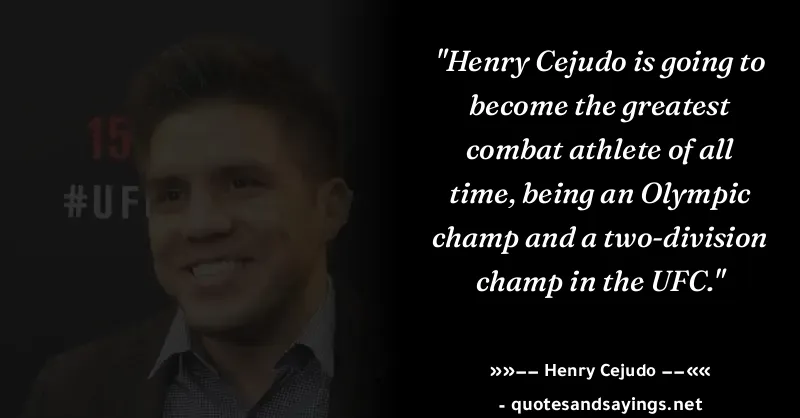 15
#UF
"Henry Cejudo is going to
become the greatest
combat athlete of all
time, being an Olympic
champ and a two-division
champ in the UFC."
»»−− Henry Cejudo −−««
- quotesandsayings.net